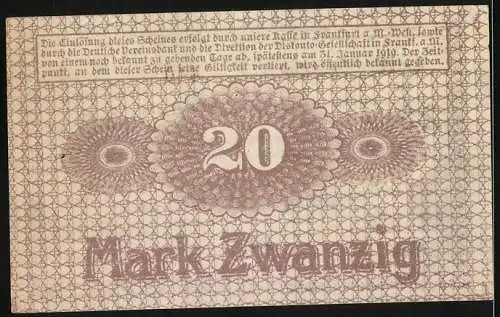 Die Einlösung dieses Scheines erfolgt durch unsere Kasse in Frankfurt a. M.-West, sowie
durch die Deutsche Vereinsbank und die Direktion der Diskonto-Gesellschaft in Frankf. a. M.
von einem noch bekannt zu gebenden Tage ab, spätestens am 31. Januar 1919. Der Zeit-
punkt, an dem dieser Schein seine Gültigkeit verliert, wird öffentlich bekannt gegeben.
20
Mark Zwanzig